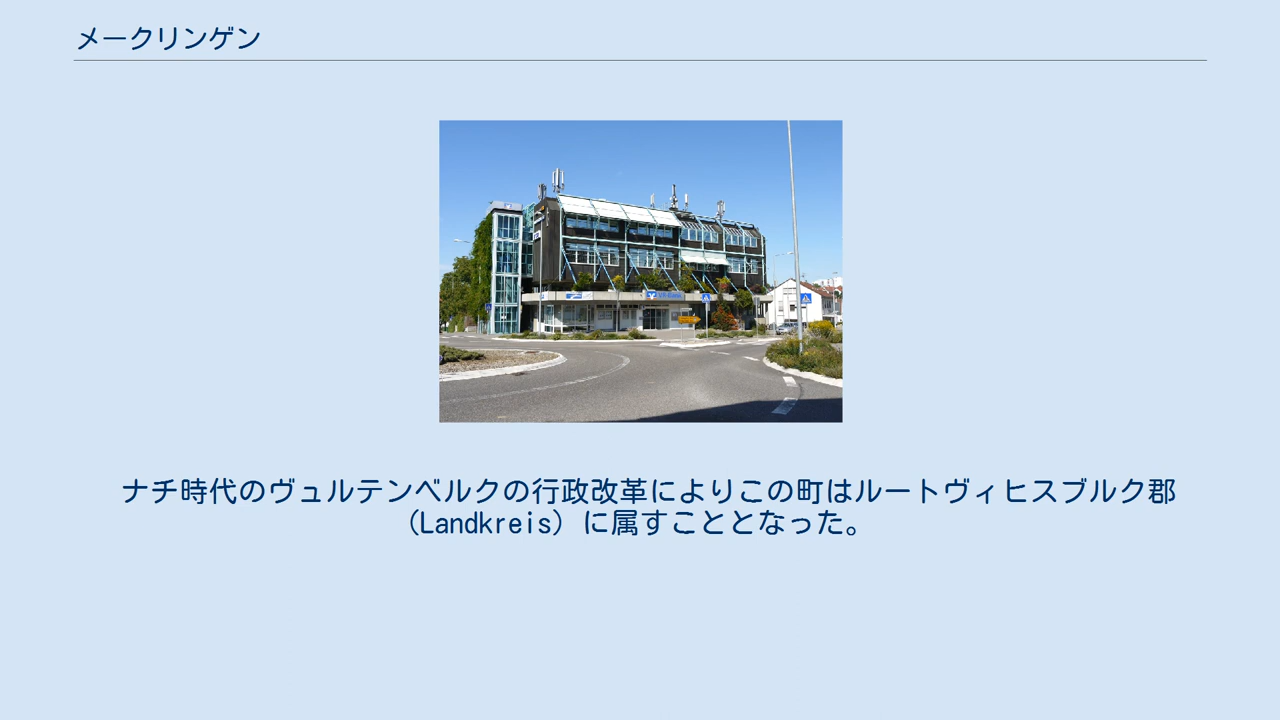 メークリンゲン
VR-Bank
ナチ時代のヴュルテンベルクの行政改革によりこの町はルートヴィヒスブルク郡
（Landkreis）に属すこととなった。